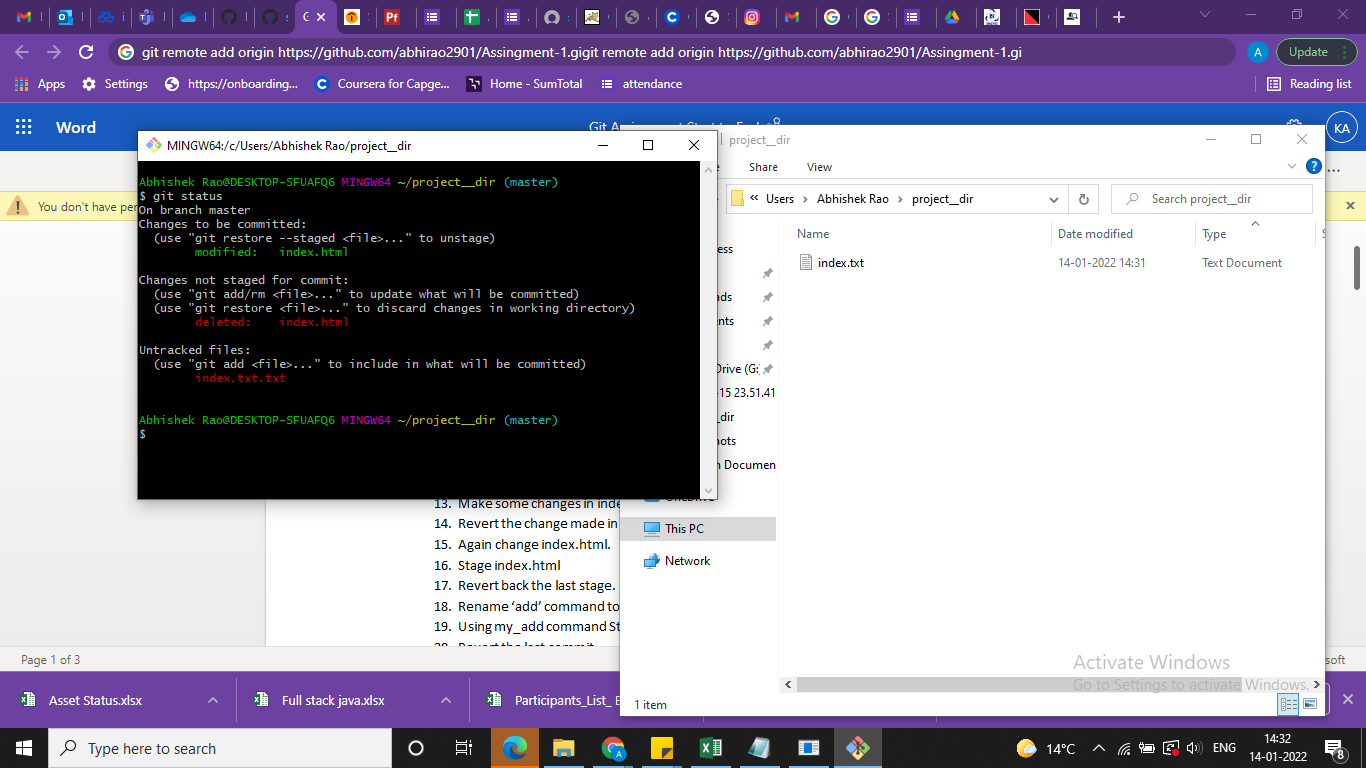 G
Pf
C
git remote add origin https://github.com/abhirao2901/Assingment-1.gigit remote add origin https://github.com/abhirao2901/Assingment-1.gi
A
Update
Apps
Settings
https://onboarding...
Coursera for Capge...
Home - SumTotal
attendance
Reading list
Word
KA
You don't have
MINGW64:/c/Users/Abhishek Rao/project__dir
Abhishek Rao@DESKTOP-SFUAFQ6 MINGW64 ~/project__dir (master)
$ git status
On branch master
Changes to be committed:
(use "git restore --staged <file>..." to unstage)
modified: index.html
Changes not staged for commit:
(use "git add/rm <file>..." to update what will be committed)
(use "git restore <file>..." to discard changes in working directory)
deleted: index.html
Untracked files:
(use "git add <file>..." to include in what will be committed)
index.txt.txt
Abhishek Rao@DESKTOP-SFUAFQ6 MINGW64 ~/project__dir (master)
$
project__dir
Share
View
« Users > Abhishek Rao > project__dir
Search project__dir
Name
Date modified
Type
index.txt
14-01-2022 14:31
Text Document
ess
ads
nts
Drive (G:)
-15 23.51.41
_dir
nots
n Documen
This PC
Network
1 item
13. Make some changes in inde
14. Revert the change made in
15. Again change index.html.
16. Stage index.html
17. Revert back the last stage.
18. Rename ‘add’ command to
19. Using my_add command St
20. Revert the last commit
Page 1 of 3
soft
Activate Windows
Go to Settings to activate Windows.
Asset Status.xlsx
Full stack java.xlsx
Participants_List_
Type here to search
14°C
ENG
14:32
14-01-2022
8